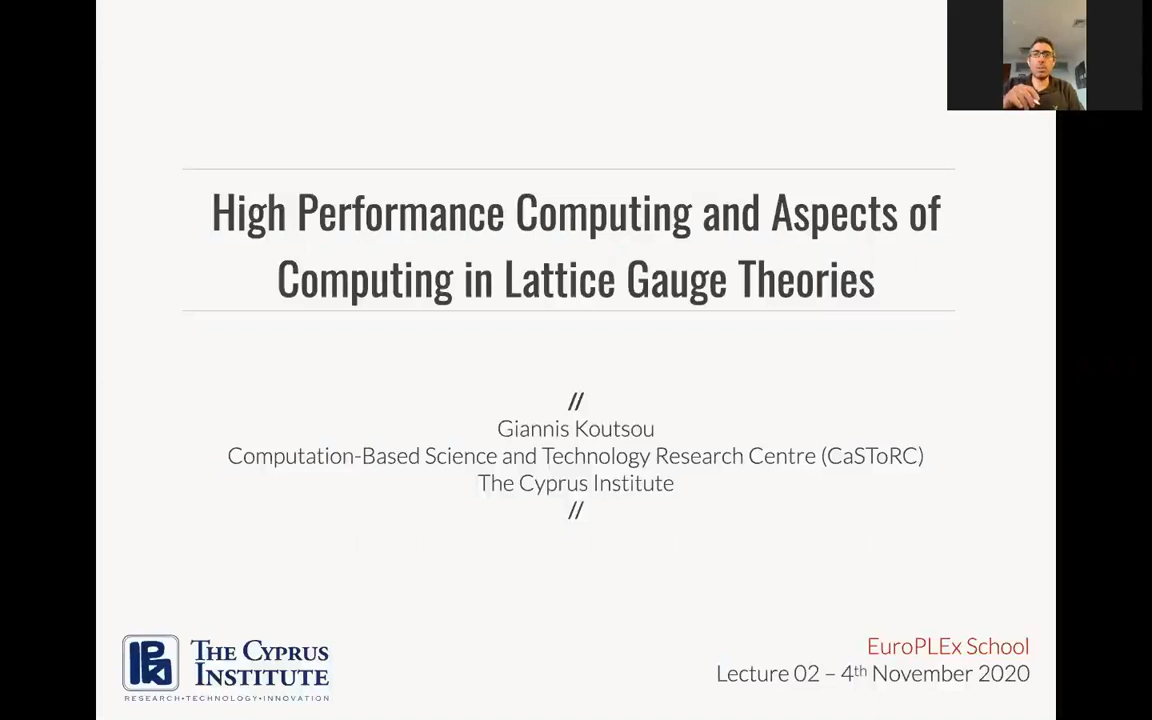 High Performance Computing and Aspects of
Computing in Lattice Gauge Theories
//
Giannis Koutsou
Computation-Based Science and Technology Research Centre (CaSToRC)
The Cyprus Institute
//
THE CYPRUS
INSTITUTE
RESEARCH•TECHNOLOGY•INNOVATION
EuroPLEx School
Lecture 02 – 4th November 2020